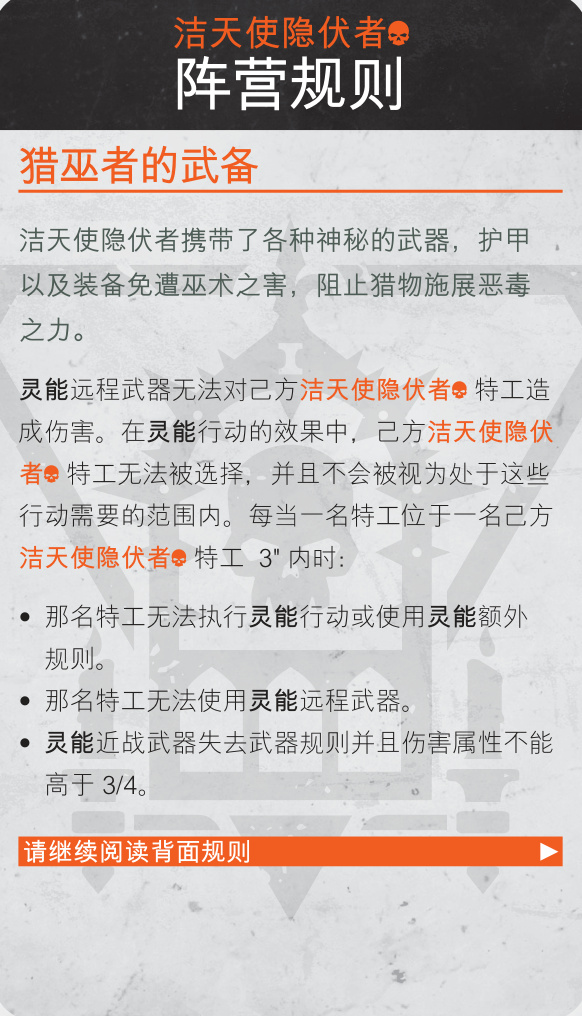 洁天使隐伏者
阵营规则
猎巫者的武备
洁天使隐伏者携带了各种神秘的武器，护甲
以及装备免遭巫术之害，阻止猎物施展恶毒
之力。
灵能远程武器无法对己方洁天使隐伏者 特工造
成伤害。在灵能行动的效果中，己方洁天使隐伏
者 特工无法被选择，并且不会被视为处于这些
行动需要的范围内。每当一名特工位于一名己方
洁天使隐伏者 特工 3" 内时:
• 那名特工无法执行灵能行动或使用灵能额外
规则。
• 那名特工无法使用灵能远程武器。
• 灵能近战武器失去武器规则并且伤害属性不能
高于 3/4。
请继续阅读背面规则